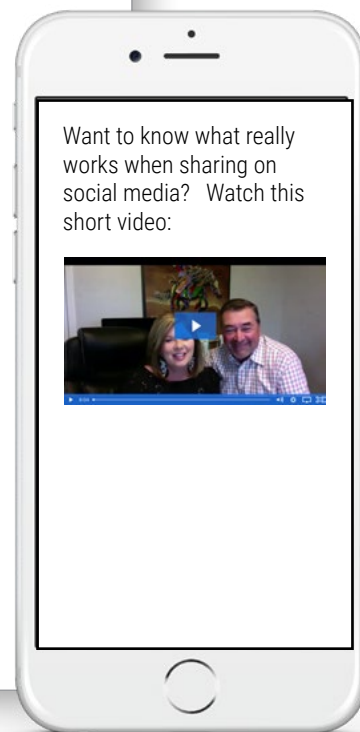 Want to know what really
works when sharing on
social media? Watch this
short video: